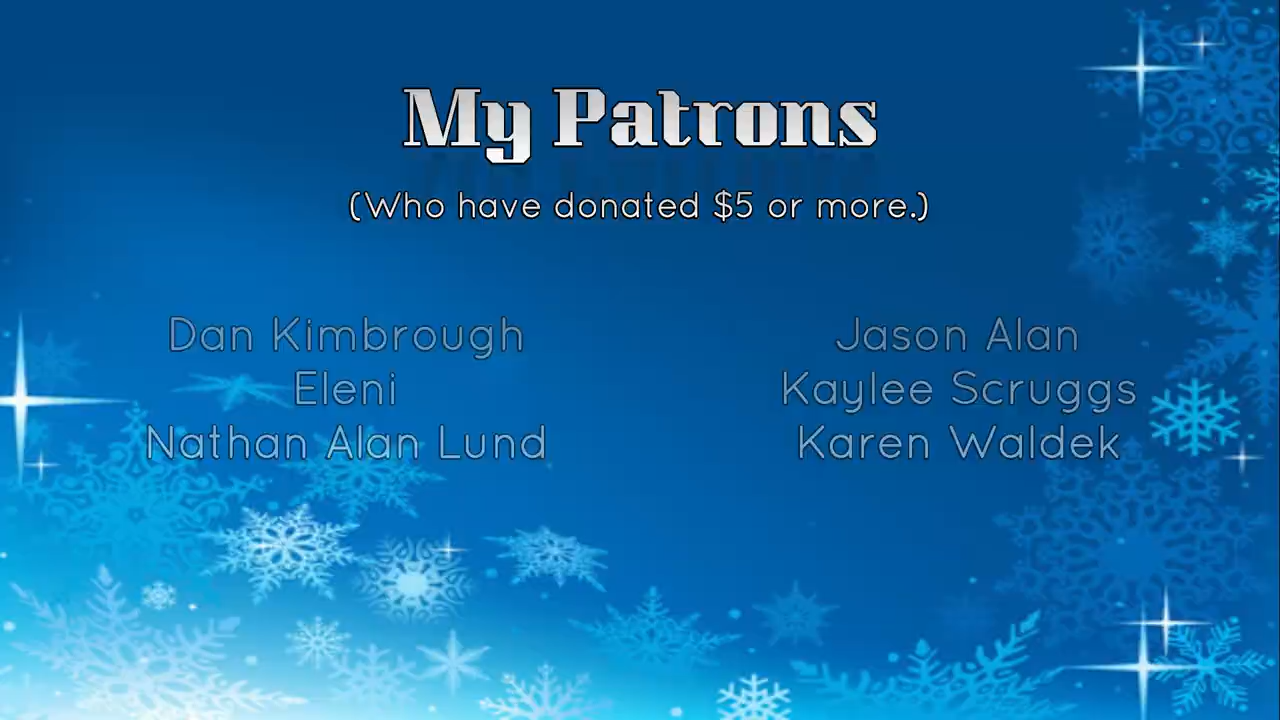 My Patrons
(Who have donated $5 or more.)
Dan Kimbrough
Eleni
Nathan Alan Lund
Jason Alan
Kaylee Scruggs
Karen Waldek